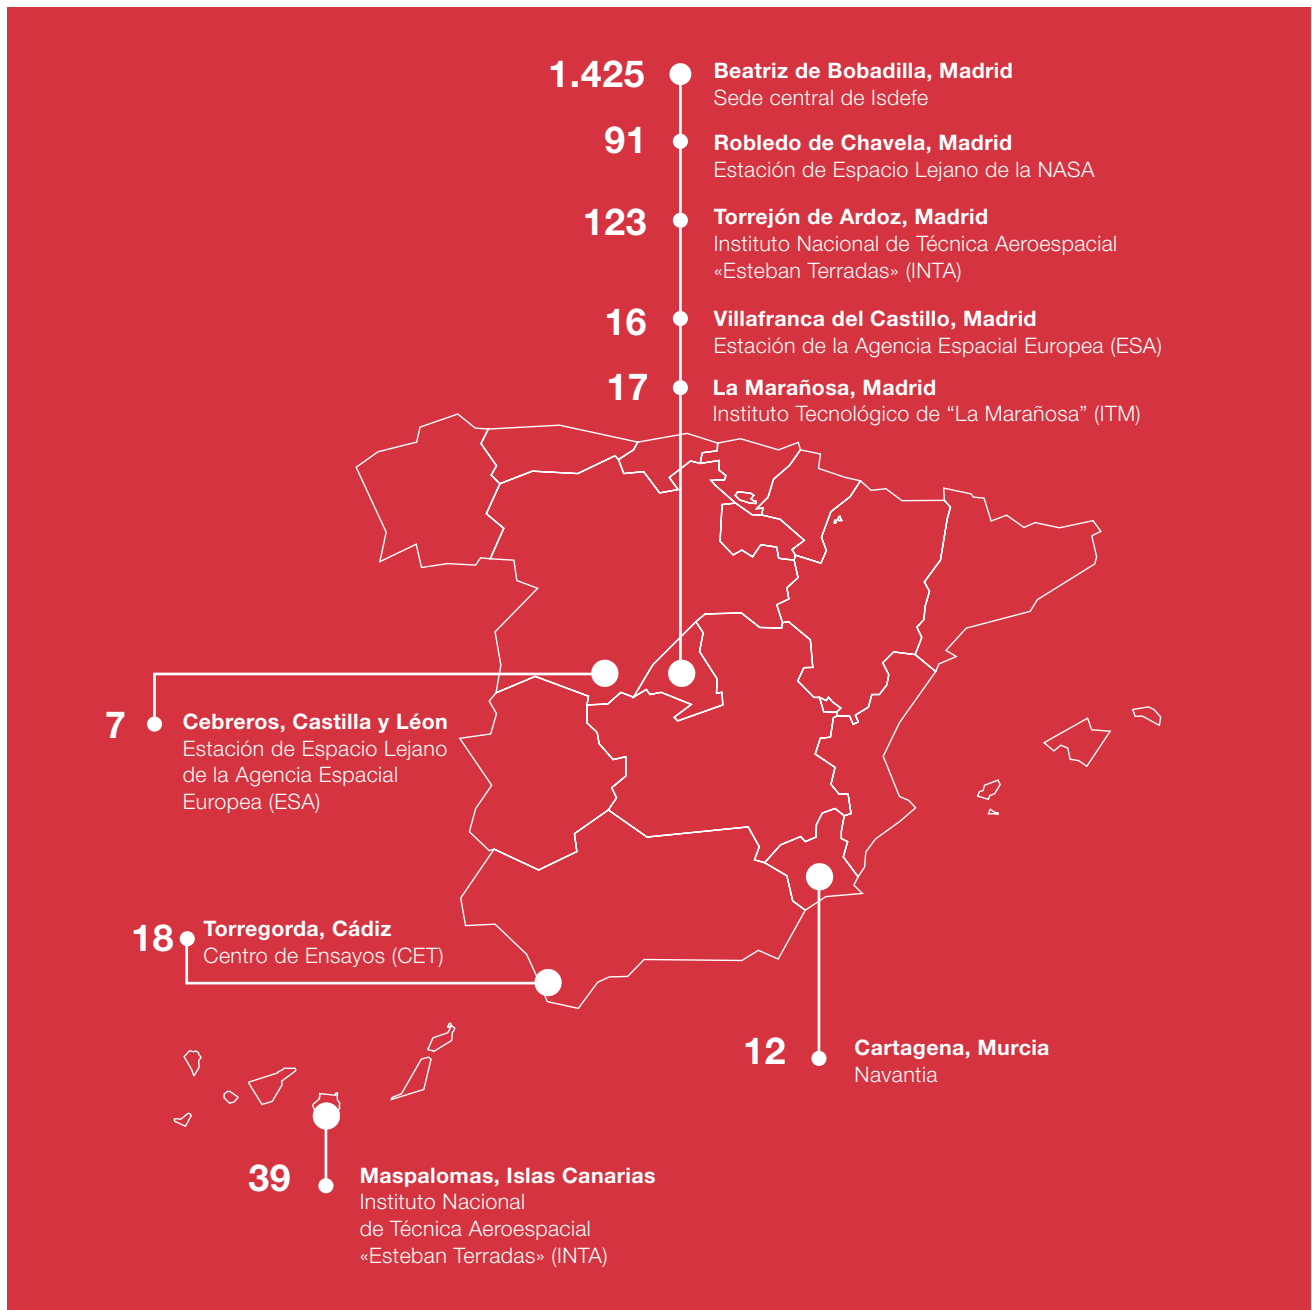 1.425
Beatriz de Bobadilla, Madrid
Sede central de Isdefe
91
Robledo de Chavela, Madrid
Estación de Espacio Lejano de la NASA
123
Torrejón de Ardoz, Madrid
Instituto Nacional de Técnica Aeroespacial
«Esteban Terradas» (INTA)
16
Villafranca del Castillo, Madrid
Estación de la Agencia Espacial Europea (ESA)
17
La Marañosa, Madrid
Instituto Tecnológico de “La Marañosa” (ITM)
7
Cebreros, Castilla y Léon
Estación de Espacio Lejano
de la Agencia Espacial
Europea (ESA)
18
Torregorda, Cádiz
Centro de Ensayos (CET)
12
Cartagena, Murcia
Navantia
39
Maspalomas, Islas Canarias
Instituto Nacional
de Técnica Aeroespacial
«Esteban Terradas» (INTA)